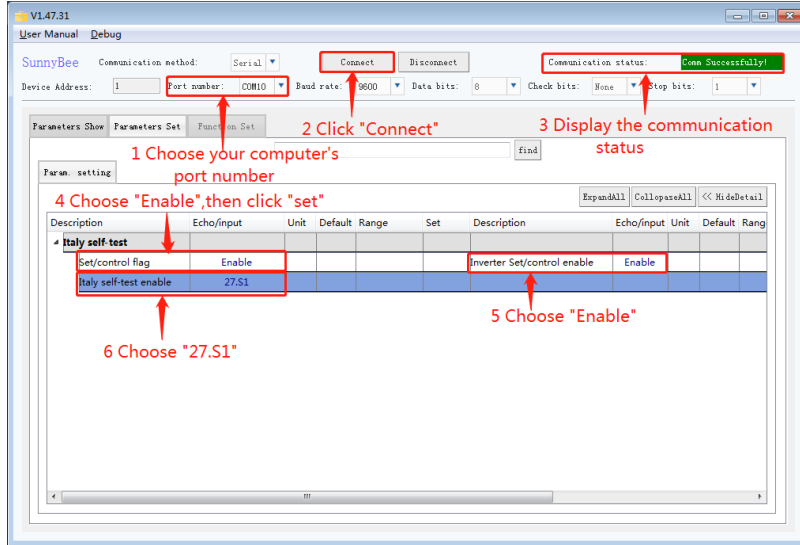 V1.47.31
User Manual Debug
SunnyBee Communication method: Serial Connect Disconnect Communication status: Comm Successfully!
Device Address: 1 Port number: COM10 Baud rate: 9600 Data bits: 8 Check bits: None Stop bits: 1
Parameters Show Parameters Set Function Set
2 Click "Connect"
3 Display the communication
status
1 Choose your computer's
port number
find
Param. setting
4 Choose "Enable",then click "set"
ExpandAll CollopaseAll << HideDetail
Description Echo/input Unit Default Range Set Description Echo/input Unit Default Rang
Italy self-test
Set/control flag Enable Inverter Set/control enable Enable
Italy self-test enable 27.S1
5 Choose "Enable"
6 Choose "27.S1"